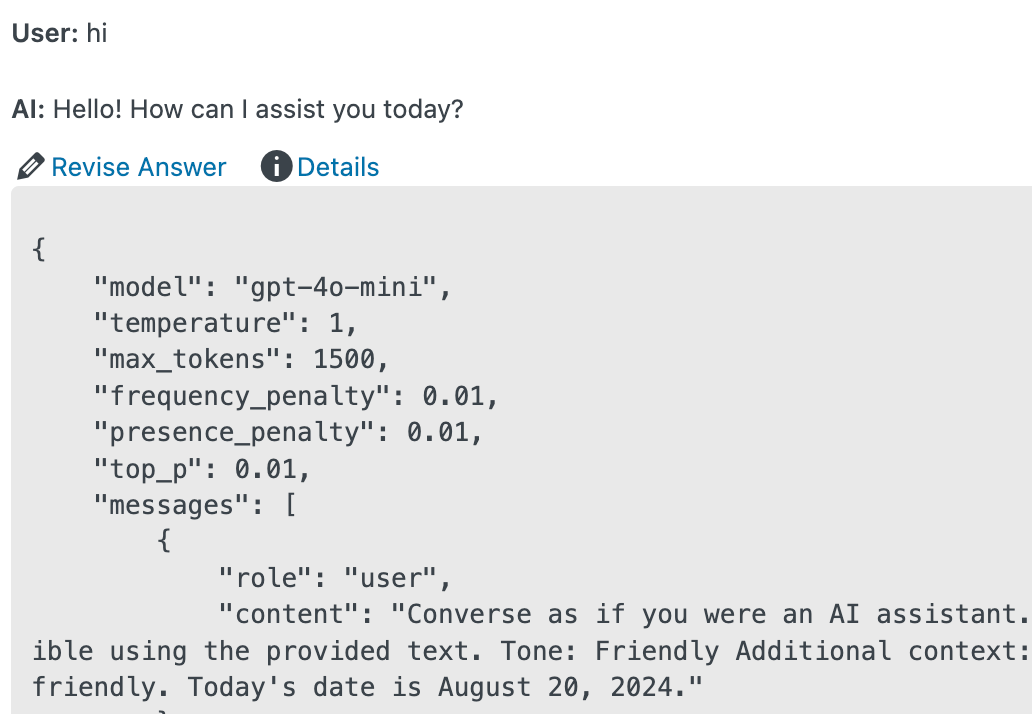 User: hi
AI: Hello! How can I assist you today?
Revise Answer Details
{
"model": "gpt-4o-mini",
"temperature": 1,
"max_tokens": 1500,
"frequency_penalty": 0.01,
"presence_penalty": 0.01,
"top_p": 0.01,
"messages": [
{
"role": "user",
"content": "Converse as if you were an AI assistant.
ible using the provided text. Tone: Friendly Additional context:
friendly. Today's date is August 20, 2024."